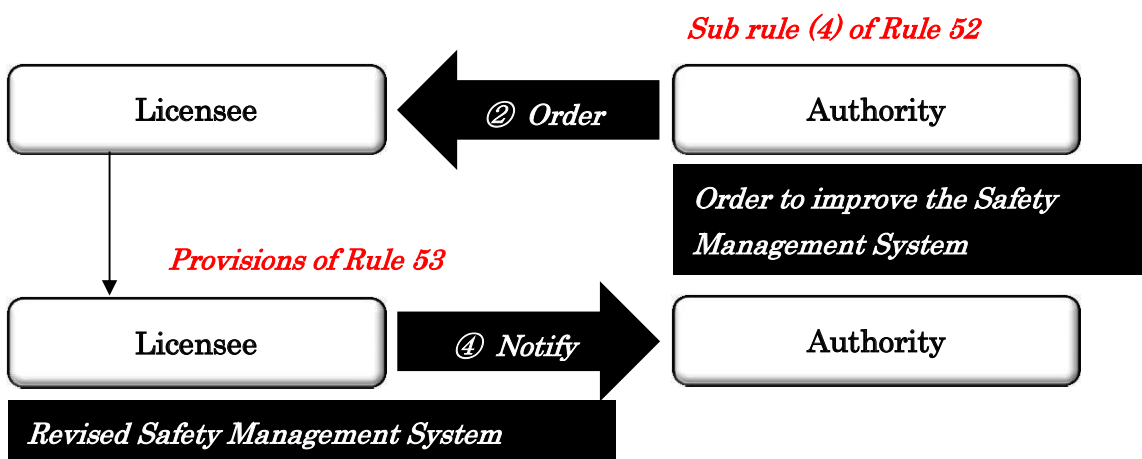 Sub rule (4) of Rule 52
Licensee
② Order
Authority
Order to improve the Safety
Management System
Provisions of Rule 53
Licensee
④ Notify
Authority
Revised Safety Management System